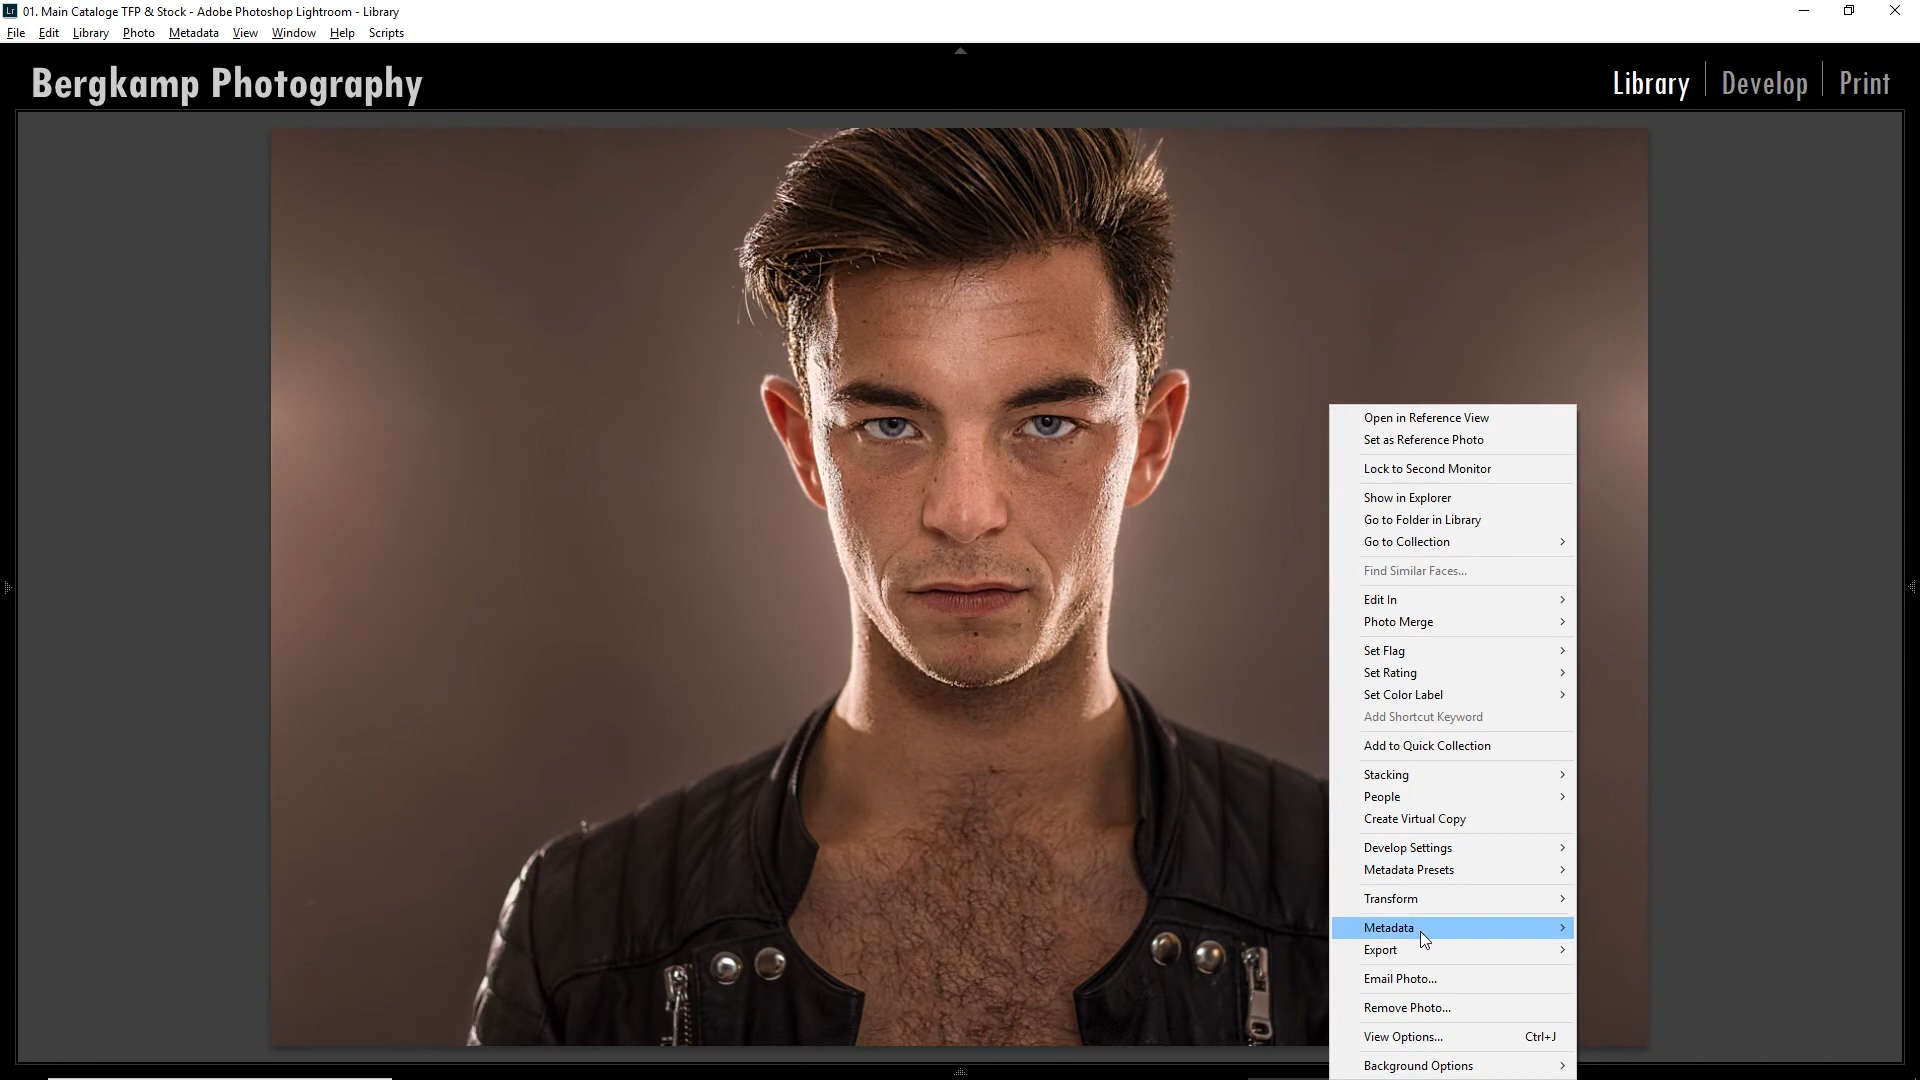 01. Main Cataloge TFP & Stock - Adobe Photoshop Lightroom - Library
File Edit Library Photo Metadata View Window Help Scripts
Bergkamp Photography
Library Develop Print
Open in Reference View
Set as Reference Photo
Lock to Second Monitor
Show in Explorer
Go to Folder in Library
Go to Collection
Find Similar Faces...
Edit In
Photo Merge
Set Flag
Set Rating
Set Color Label
Add Shortcut Keyword
Add to Quick Collection
Stacking
People
Create Virtual Copy
Develop Settings
Metadata Presets
Transform
Metadata
Export
Email Photo...
Remove Photo...
View Options... Ctrl+J
Background Options